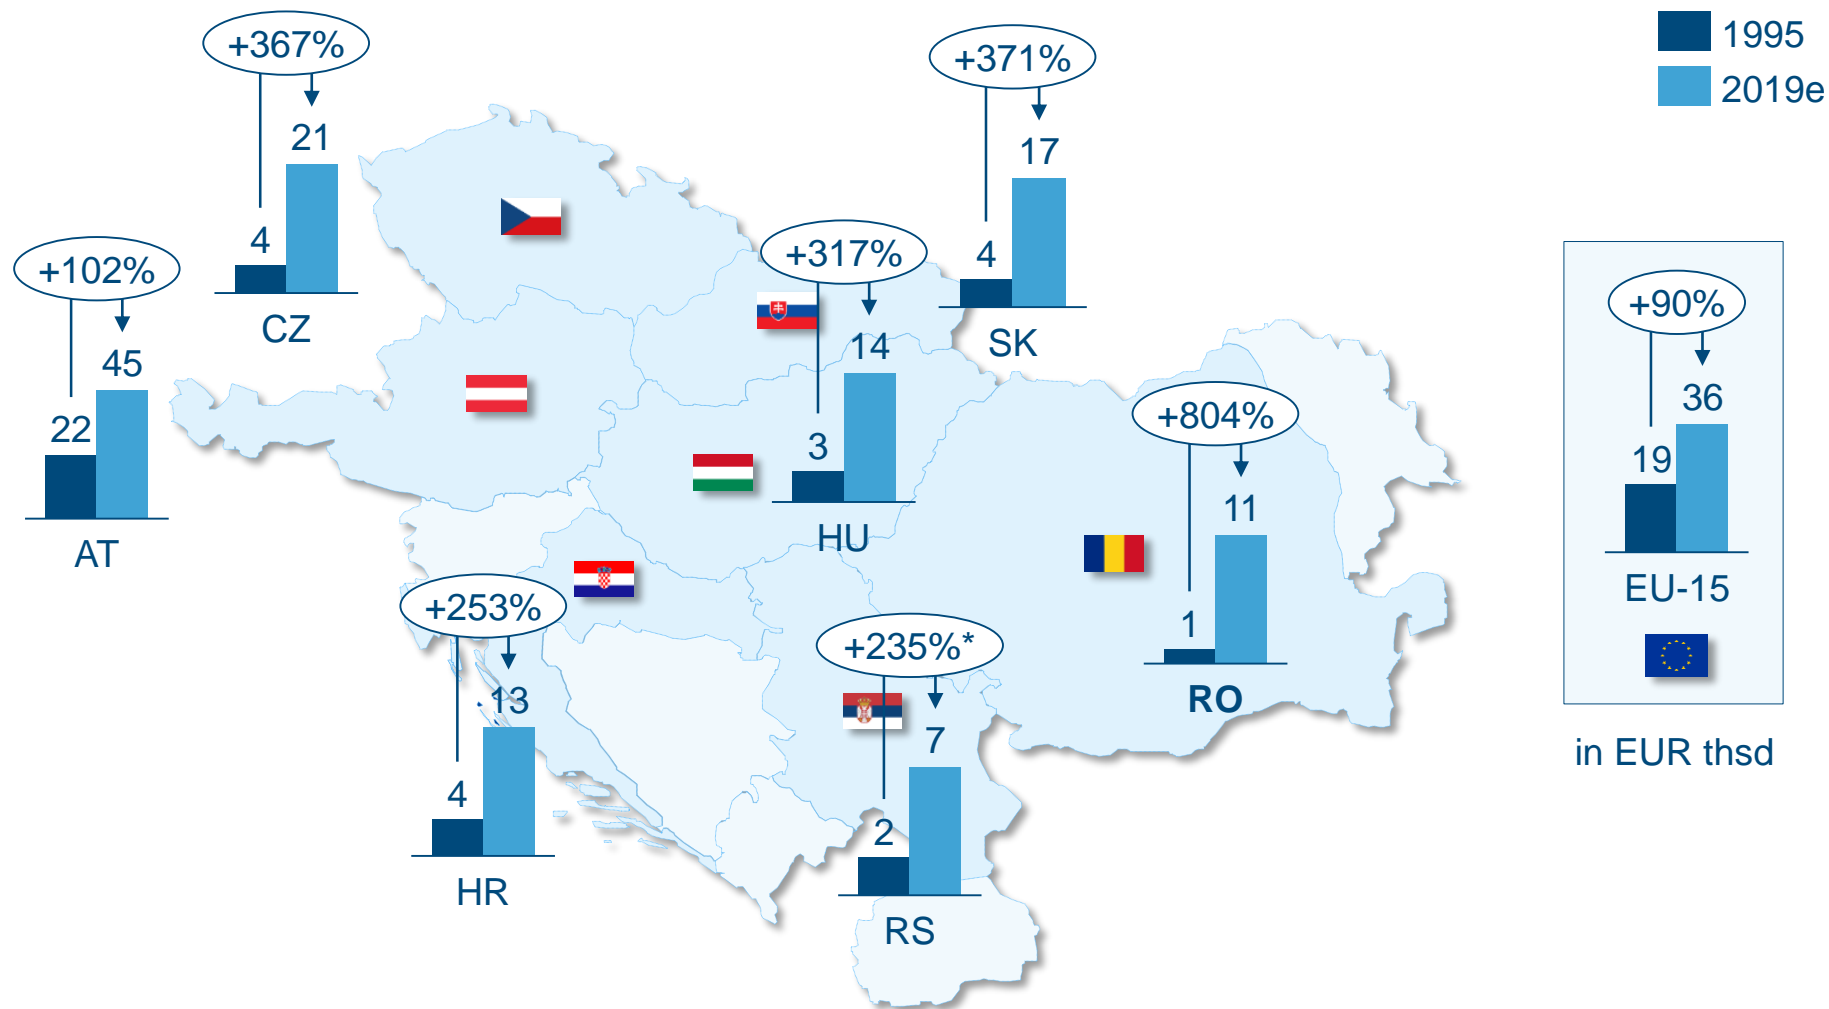 1995
2019e
+367%
21
4
CZ
+371%
17
4
SK
+102%
45
22
AT
+317%
14
3
HU
+90%
36
19
EU-15
in EUR thsd
+804%
11
1
RO
+253%
13
4
HR
+235%*
7
2
RS